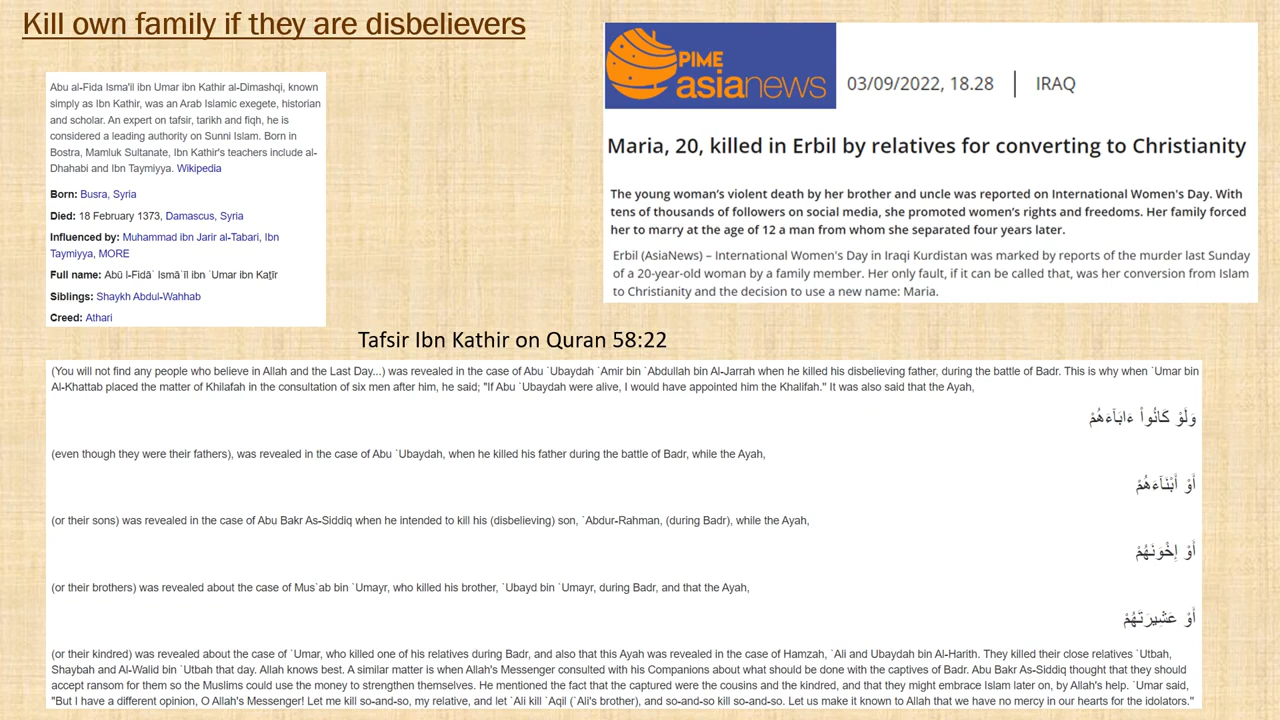 Kill own family if they are disbelievers
Abu al-Fida Isma'il ibn Umar ibn Kathir al-Dimashqi, known
simply as Ibn Kathir, was an Arab Islamic exegete, historian
and scholar. An expert on tafsir, tarikh and fiqh, he is
considered a leading authority on Sunni Islam. Born in
Bostra, Mamluk Sultanate, Ibn Kathir's teachers include al-
Dhahabi and Ibn Taymiyya. Wikipedia
Born: Busra, Syria
Died: 18 February 1373, Damascus, Syria
Influenced by: Muhammad ibn Jarir al-Tabari, Ibn
Taymiyya, MORE
Full name: Abū l-Fidāʾ Ismāʿīl ibn ʿUmar ibn Kaṯīr
Siblings: Shaykh Abdul-Wahhab
Creed: Athari
PIME
asianews
03/09/2022, 18.28 | IRAQ
Maria, 20, killed in Erbil by relatives for converting to Christianity
The young woman's violent death by her brother and uncle was reported on International Women's Day. With
tens of thousands of followers on social media, she promoted women's rights and freedoms. Her family forced
her to marry at the age of 12 a man from whom she separated four years later.
Erbil (AsiaNews) – International Women's Day in Iraqi Kurdistan was marked by reports of the murder last Sunday
of a 20-year-old woman by a family member. Her only fault, if it can be called that, was her conversion from Islam
to Christianity and the decision to use a new name: Maria.
Tafsir Ibn Kathir on Quran 58:22
(You will not find any people who believe in Allah and the Last Day...) was revealed in the case of Abu `Ubaydah `Amir bin `Abdullah bin Al-Jarrah when he killed his disbelieving father, during the battle of Badr. This is why when `Umar bin
Al-Khattab placed the matter of Khilafah in the consultation of six men after him, he said; "If Abu `Ubaydah were alive, I would have appointed him the Khalifah." It was also said that the Ayah,
وَلَوْ كَانُواْ ءَابَآءَهُمْ
(even though they were their fathers), was revealed in the case of Abu `Ubaydah, when he killed his father during the battle of Badr, while the Ayah,
أَوْ أَبْنَآءَهُمْ
(or their sons) was revealed in the case of Abu Bakr As-Siddiq when he intended to kill his (disbelieving) son, `Abdur-Rahman, (during Badr), while the Ayah,
أَوْ إِخْوَنَهُمْ
(or their brothers) was revealed about the case of Mus`ab bin `Umayr, who killed his brother, `Ubayd bin `Umayr, during Badr, and that the Ayah,
أَوْ عَشِيرَتَهُمْ
(or their kindred) was revealed about the case of `Umar, who killed one of his relatives during Badr, and also that this Ayah was revealed in the case of Hamzah, `Ali and Ubaydah bin Al-Harith. They killed their close relatives `Utbah,
Shaybah and Al-Walid bin `Utbah that day. Allah knows best. A similar matter is when Allah's Messenger consulted with his Companions about what should be done with the captives of Badr. Abu Bakr As-Siddiq thought that they should
accept ransom for them so the Muslims could use the money to strengthen themselves. He mentioned the fact that the captured were the cousins and the kindred, and that they might embrace Islam later on, by Allah's help. `Umar said,
"But I have a different opinion, O Allah's Messenger! Let me kill so-and-so, my relative, and let `Ali kill `Aqil (`Ali's brother), and so-and-so kill so-and-so. Let us make it known to Allah that we have no mercy in our hearts for the idolators."